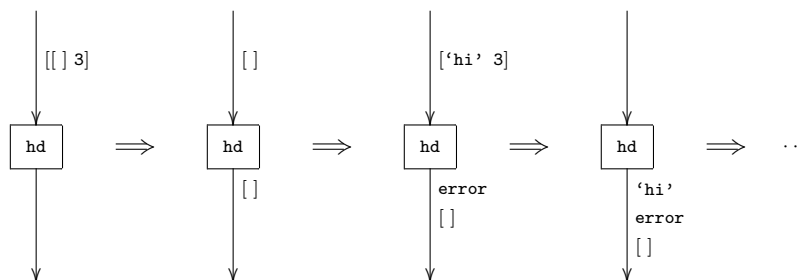 [[ ] 3]
[ ]
[‘hi’ 3]
hd
⟹
hd
⟹
hd
⟹
hd
⟹
··
[ ]
error
[ ]
‘hi’
error
[ ]